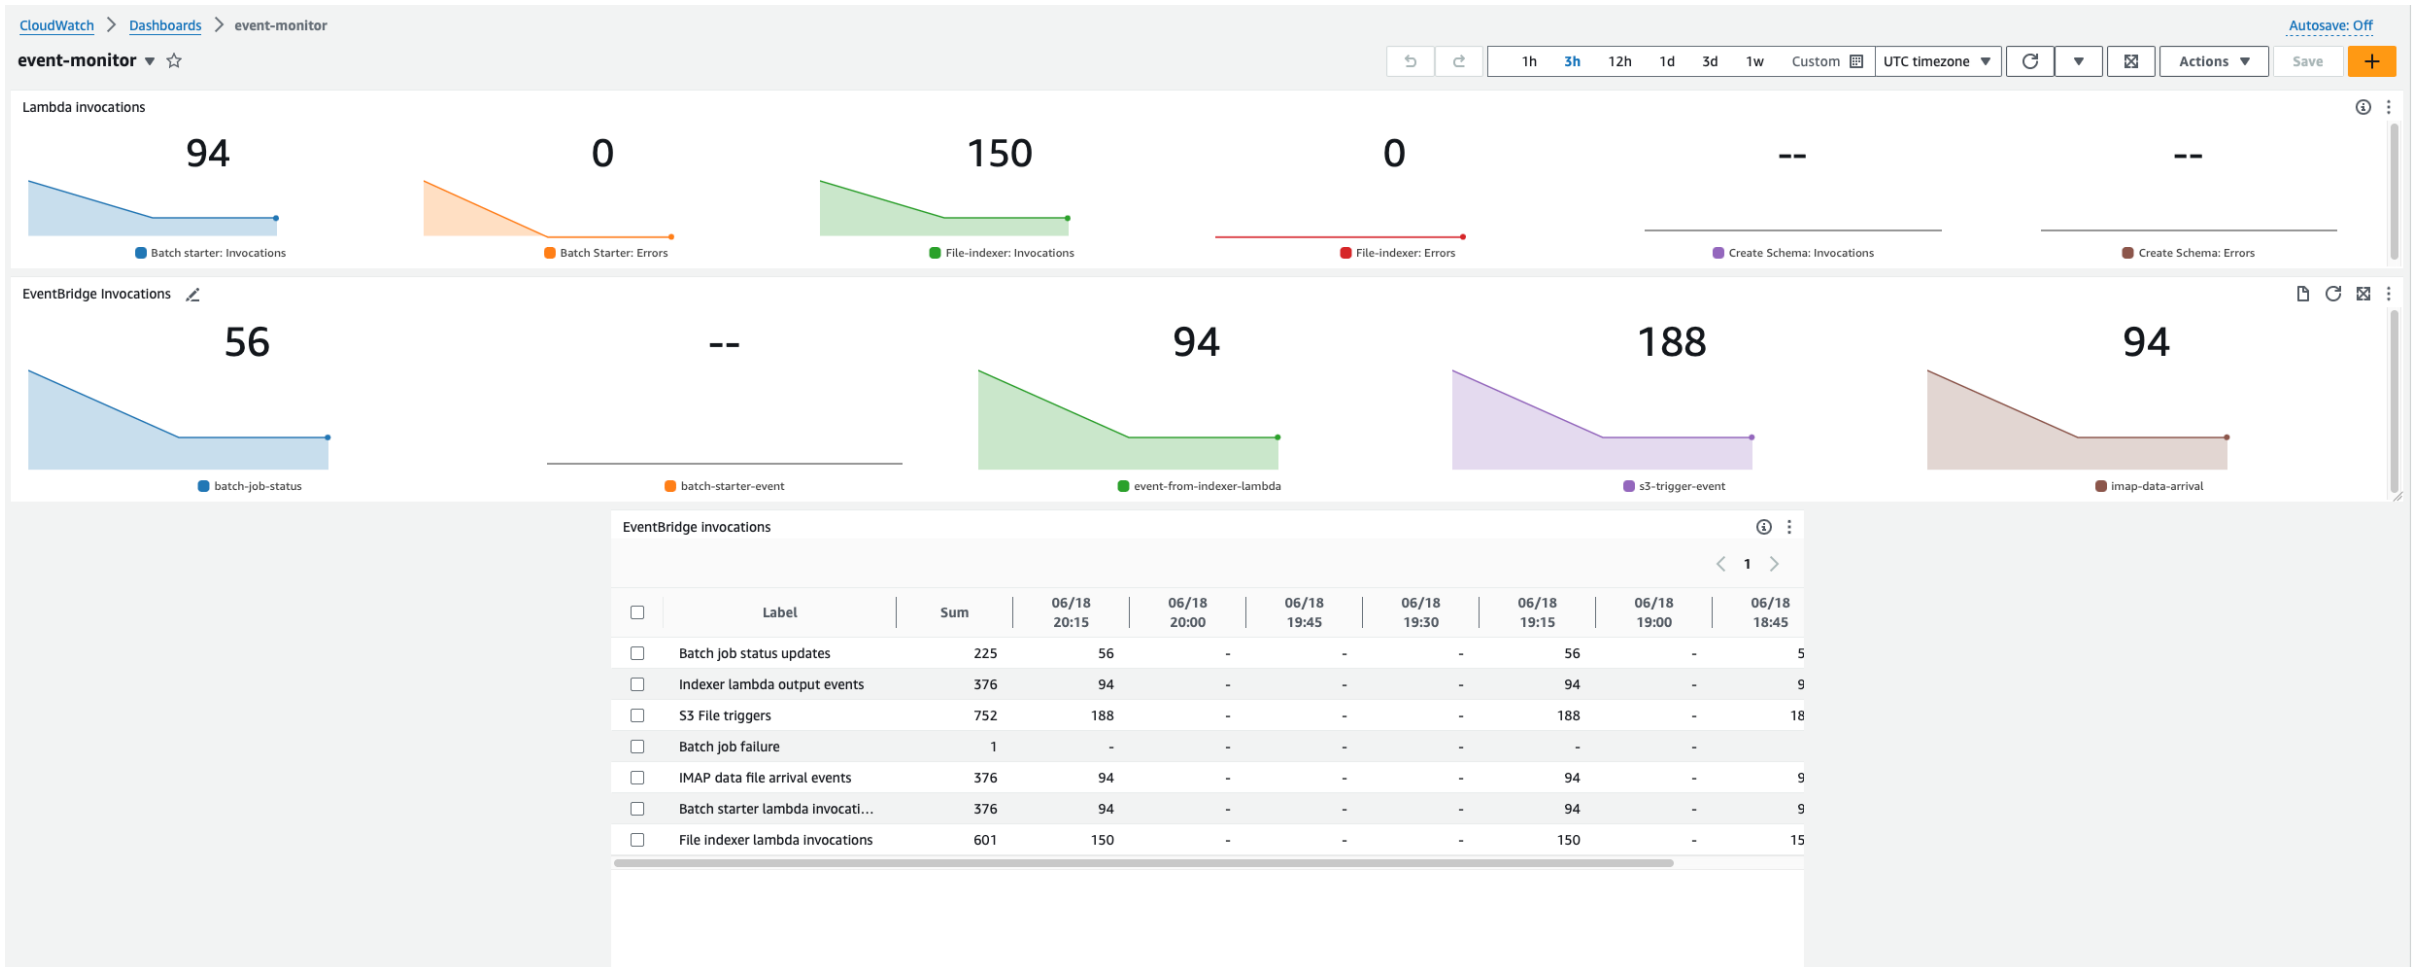 CloudWatch > Dashboards > event-monitor
Autosave: Off
event-monitor
1h 3h 12h 1d 3d 1w Custom UTC timezone Actions Save +
Lambda invocations
94 0 150 0 -- --
Batch starter: Invocations Batch Starter: Errors File-indexer: Invocations File-indexer: Errors Create Schema: Invocations Create Schema: Errors
EventBridge Invocations
56 -- 94 188 94
batch-job-status batch-starter-event event-from-indexer-lambda s3-trigger-event imap-data-arrival
EventBridge invocations
< 1 >
Label Sum 06/18 20:15 06/18 20:00 06/18 19:45 06/18 19:30 06/18 19:15 06/18 19:00 06/18 18:45
Batch job status updates 225 56 - - - 56 - 5
Indexer lambda output events 376 94 - - - 94 - 9
S3 File triggers 752 188 - - - 188 - 18
Batch job failure 1 - - - - - -
IMAP data file arrival events 376 94 - - - 94 - 9
Batch starter lambda invocati... 376 94 - - - 94 - 9
File indexer lambda invocations 601 150 - - - 150 - 15